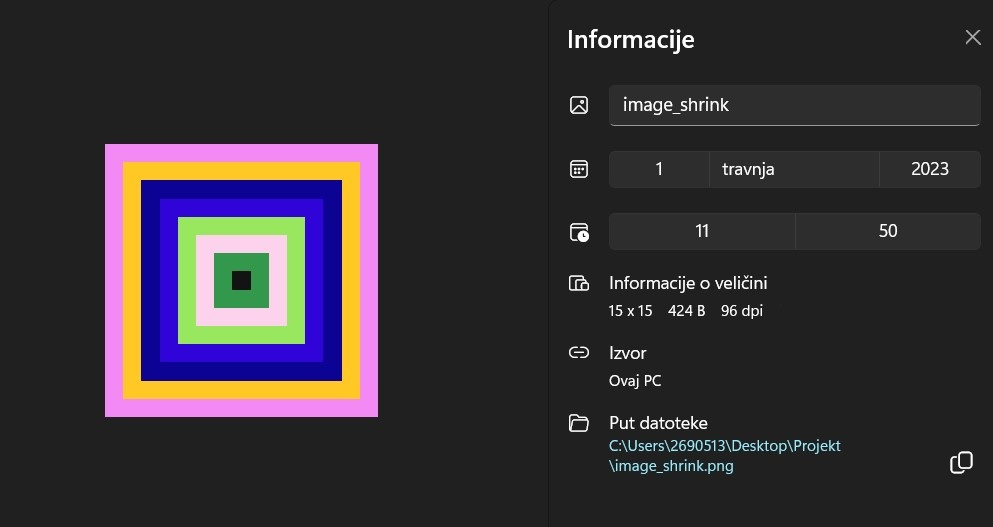 Informacije
image_shrink
1 travnja 2023
11 50
Informacije o veličini
15 x 15 424 B 96 dpi
Izvor
Ovaj PC
Put datoteke
C:\Users\2690513\Desktop\Projekt
\image_shrink.png